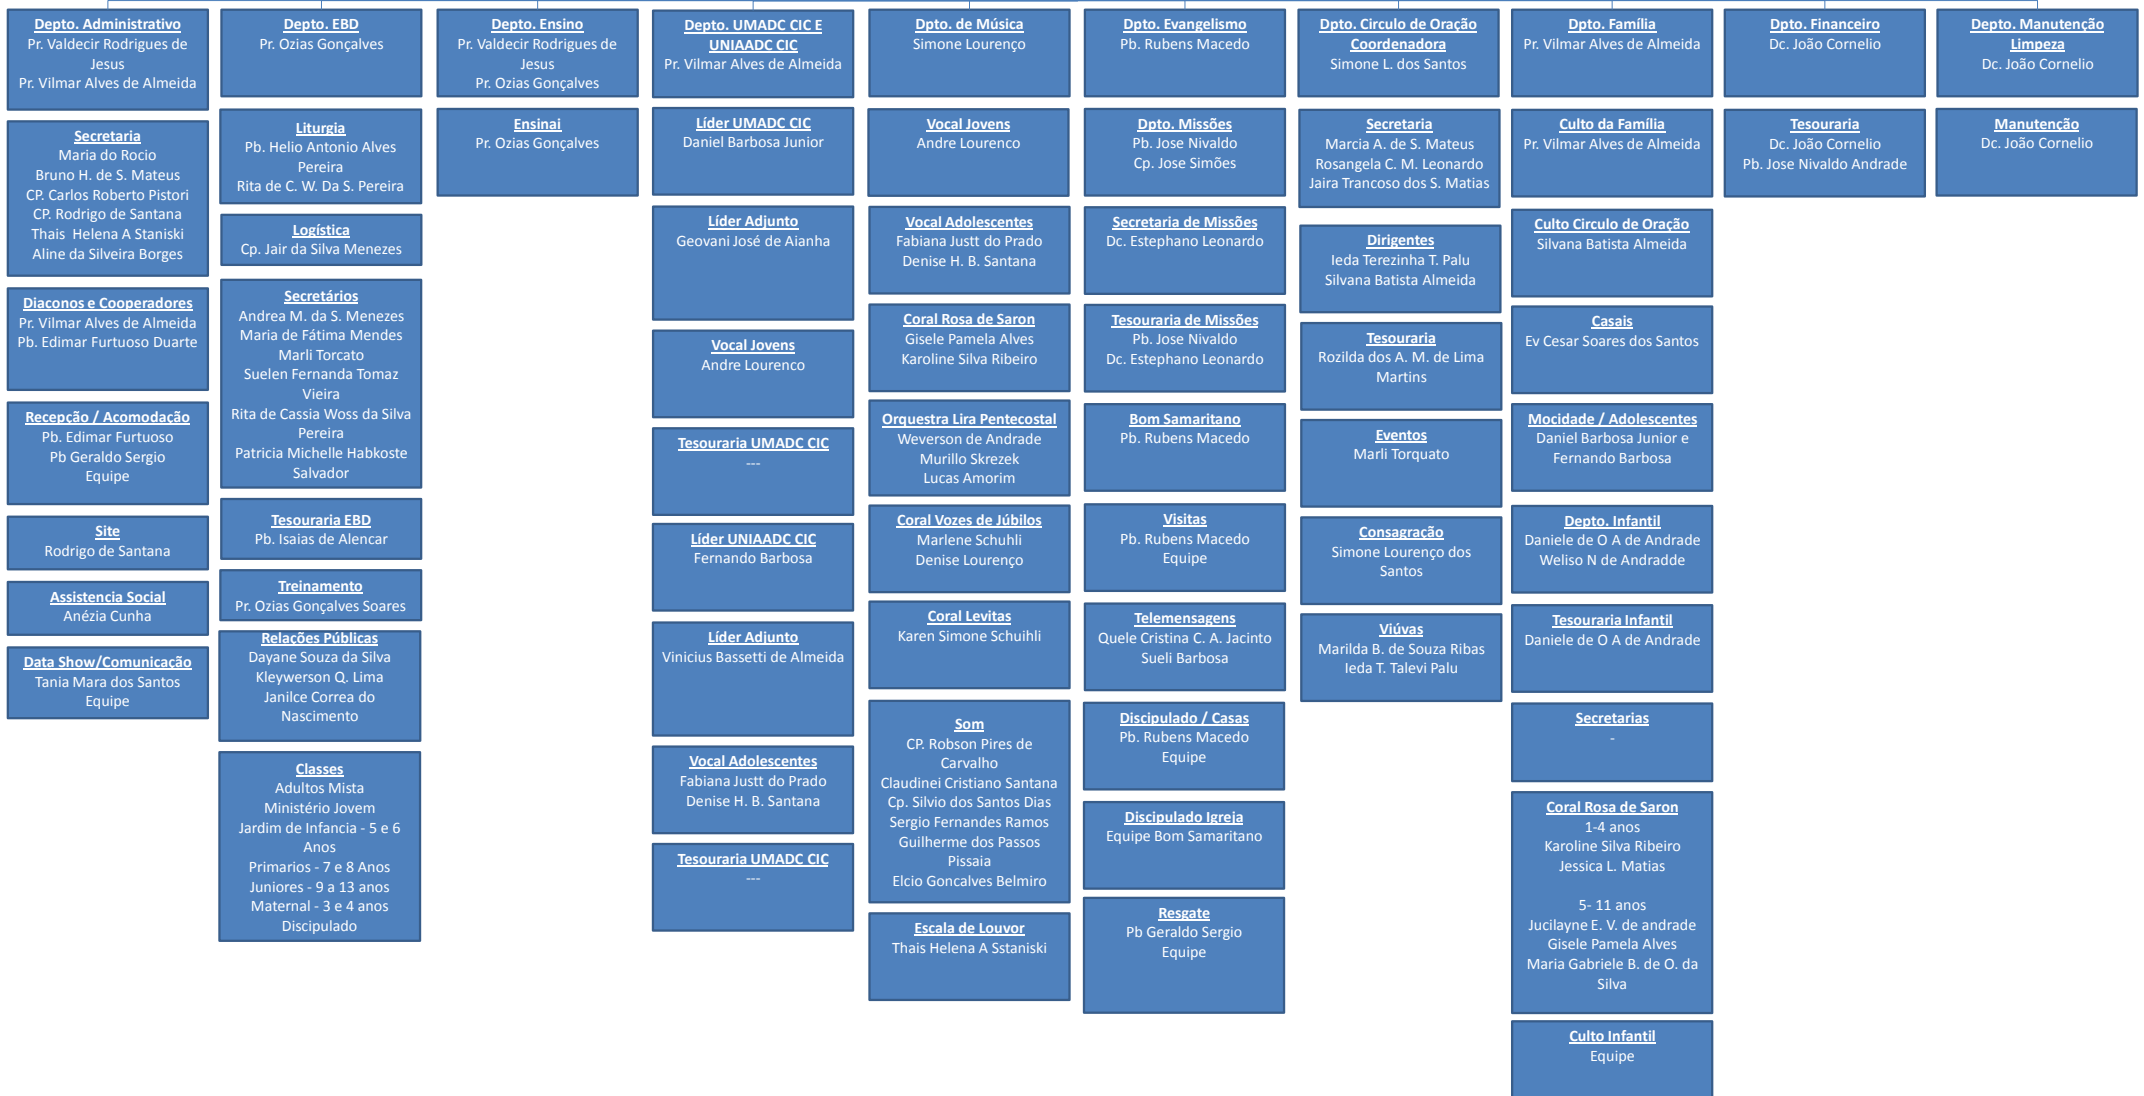 Depto. Administrativo
Pr. Valdecir Rodrigues de
Jesus
Pr. Vilmar Alves de Almeida
Secretaria
Maria do Rocio
Bruno H. de S. Mateus
CP. Carlos Roberto Pistori
CP. Rodrigo de Santana
Thais Helena A Staniski
Aline da Silveira Borges
Diaconos e Cooperadores
Pr. Vilmar Alves de Almeida
Pb. Edimar Furtuoso Duarte
Recepção / Acomodação
Pb. Edimar Furtuoso
Pb Geraldo Sergio
Equipe
Site
Rodrigo de Santana
Assistencia Social
Anézia Cunha
Data Show/Comunicação
Tania Mara dos Santos
Equipe
Depto. EBD
Pr. Ozias Gonçalves
Liturgia
Pb. Helio Antonio Alves
Pereira
Rita de C. W. Da S. Pereira
Logística
Cp. Jair da Silva Menezes
Secretários
Andrea M. da S. Menezes
Maria de Fátima Mendes
Marli Torcato
Suelen Fernanda Tomaz
Vieira
Rita de Cassia Woss da Silva
Pereira
Patricia Michelle Habkoste
Salvador
Tesouraria EBD
Pb. Isaias de Alencar
Treinamento
Pr. Ozias Gonçalves Soares
Relações Públicas
Dayane Souza da Silva
Kleywerson Q. Lima
Janilce Correa do
Nascimento
Classes
Adultos Mista
Ministério Jovem
Jardim de Infancia - 5 e 6
Anos
Primarios - 7 e 8 Anos
Juniores - 9 a 13 anos
Maternal - 3 e 4 anos
Discipulado
Depto. Ensino
Pr. Valdecir Rodrigues de
Jesus
Pr. Ozias Gonçalves
Ensinai
Pr. Ozias Gonçalves
Depto. UMADC CIC E
UNIAADC CIC
Pr. Vilmar Alves de Almeida
Líder UMADC CIC
Daniel Barbosa Junior
Líder Adjunto
Geovani José de Aianha
Vocal Jovens
Andre Lourenco
Tesouraria UMADC CIC
---
Líder UNIAADC CIC
Fernando Barbosa
Líder Adjunto
Vinicius Bassetti de Almeida
Vocal Adolescentes
Fabiana Justt do Prado
Denise H. B. Santana
Tesouraria UMADC CIC
---
Dpto. de Música
Simone Lourenço
Vocal Jovens
Andre Lourenco
Vocal Adolescentes
Fabiana Justt do Prado
Denise H. B. Santana
Coral Rosa de Saron
Gisele Pamela Alves
Karoline Silva Ribeiro
Orquestra Lira Pentecostal
Weverson de Andrade
Murillo Skrezek
Lucas Amorim
Coral Vozes de Júbilos
Marlene Schuhli
Denise Lourenço
Coral Levitas
Karen Simone Schuihli
Som
CP. Robson Pires de
Carvalho
Claudinei Cristiano Santana
Cp. Silvio dos Santos Dias
Sergio Fernandes Ramos
Guilherme dos Passos
Pissaia
Elcio Goncalves Belmiro
Escala de Louvor
Thais Helena A Sstaniski
Dpto. Evangelismo
Pb. Rubens Macedo
Dpto. Missões
Pb. Jose Nivaldo
Cp. Jose Simões
Secretaria de Missões
Dc. Estephano Leonardo
Tesouraria de Missões
Pb. Jose Nivaldo
Dc. Estephano Leonardo
Bom Samaritano
Pb. Rubens Macedo
Visitas
Pb. Rubens Macedo
Equipe
Telemensagens
Quele Cristina C. A. Jacinto
Sueli Barbosa
Discipulado / Casas
Pb. Rubens Macedo
Equipe
Discipulado Igreja
Equipe Bom Samaritano
Resgate
Pb Geraldo Sergio
Equipe
Dpto. Circulo de Oração
Coordenadora
Simone L. dos Santos
Secretaria
Marcia A. de S. Mateus
Rosangela C. M. Leonardo
Jaira Trancoso dos S. Matias
Dirigentes
Ieda Terezinha T. Palu
Silvana Batista Almeida
Tesouraria
Rozilda dos A. M. de Lima
Martins
Eventos
Marli Torquato
Consagração
Simone Lourenço dos
Santos
Viúvas
Marilda B. de Souza Ribas
Ieda T. Talevi Palu
Dpto. Família
Pr. Vilmar Alves de Almeida
Culto da Família
Pr. Vilmar Alves de Almeida
Culto Circulo de Oração
Silvana Batista Almeida
Casais
Ev Cesar Soares dos Santos
Mocidade / Adolescentes
Daniel Barbosa Junior e
Fernando Barbosa
Depto. Infantil
Daniele de O A de Andrade
Weliso N de Andradde
Tesouraria Infantil
Daniele de O A de Andrade
Secretarias
-
Coral Rosa de Saron
1-4 anos
Karoline Silva Ribeiro
Jessica L. Matias
5- 11 anos
Jucilayne E. V. de andrade
Gisele Pamela Alves
Maria Gabriele B. de O. da
Silva
Culto Infantil
Equipe
Dpto. Financeiro
Dc. João Cornelio
Tesouraria
Dc. João Cornelio
Pb. Jose Nivaldo Andrade
Depto. Manutenção
Limpeza
Dc. João Cornelio
Manutenção
Dc. João Cornelio